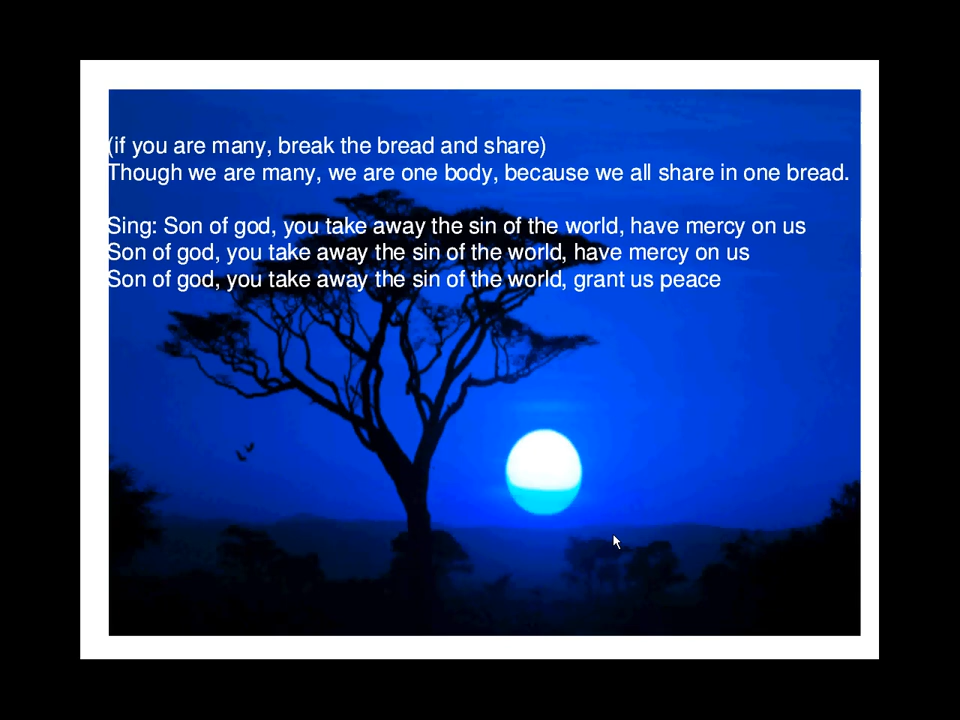 (if you are many, break the bread and share)
Though we are many, we are one body, because we all share in one bread.
Sing: Son of god, you take away the sin of the world, have mercy on us
Son of god, you take away the sin of the world, have mercy on us
Son of god, you take away the sin of the world, grant us peace